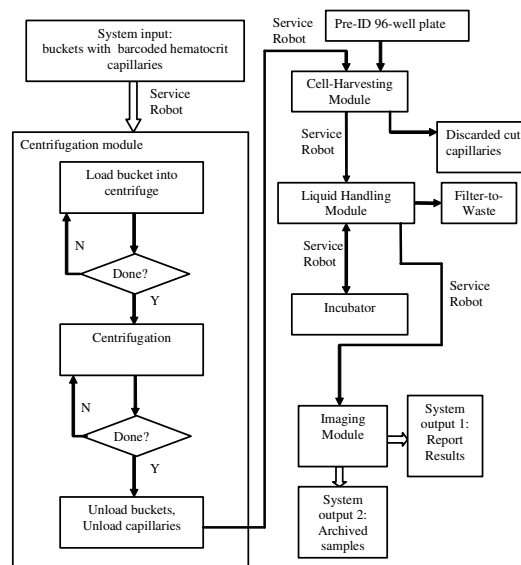 System input:
buckets with barcoded hematocrit
capillaries
Service
Robot
Centrifugation module
Load bucket into
centrifuge
N
Done?
Y
Centrifugation
N
Done?
Y
Unload buckets,
Unload capillaries
Service
Robot
Pre-ID 96-well plate
Cell-Harvesting
Module
Service
Robot
Discarded cut
capillaries
Liquid Handling
Module
Filter-to-
Waste
Service
Robot
Service
Robot
Incubator
Imaging
Module
System
output 1:
Report
Results
System
output 2:
Archived
samples